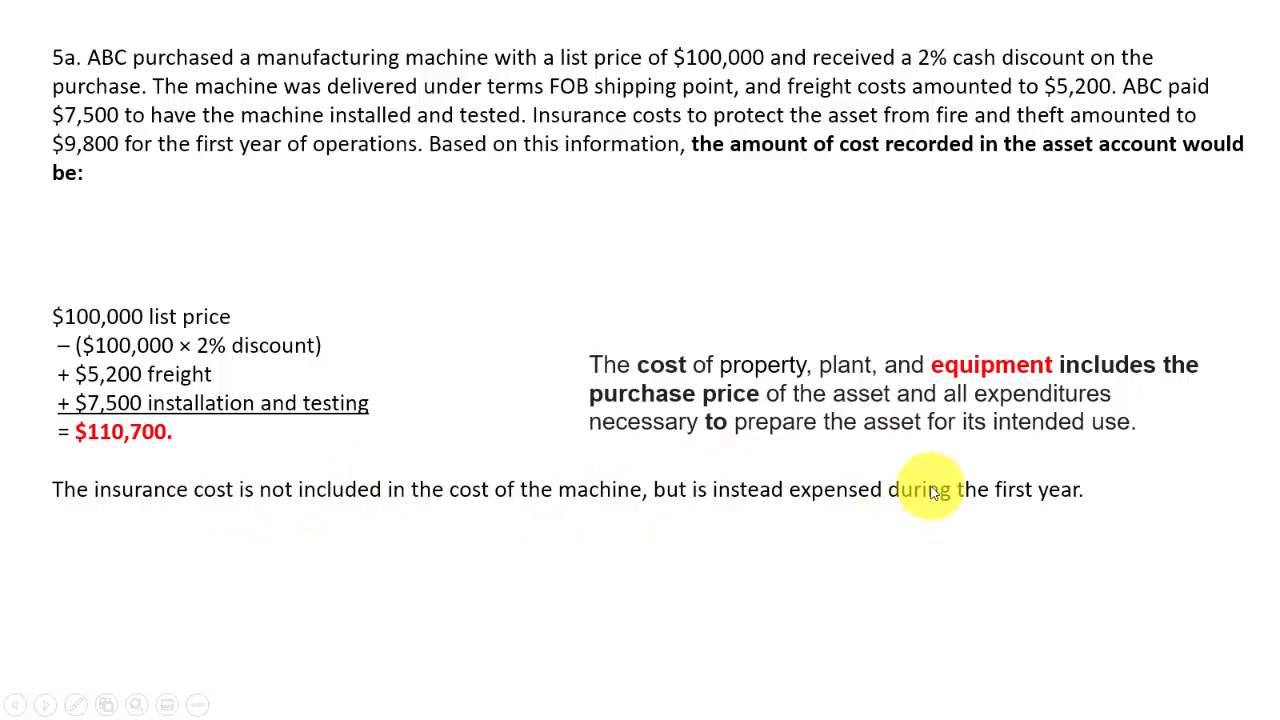 5a. ABC purchased a manufacturing machine with a list price of $100,000 and received a 2% cash discount on the
purchase. The machine was delivered under terms FOB shipping point, and freight costs amounted to $5,200. ABC paid
$7,500 to have the machine installed and tested. Insurance costs to protect the asset from fire and theft amounted to
$9,800 for the first year of operations. Based on this information, the amount of cost recorded in the asset account would
be:
$100,000 list price
– ($100,000 × 2% discount)
+ $5,200 freight
+ $7,500 installation and testing
= $110,700.
The cost of property, plant, and equipment includes the
purchase price of the asset and all expenditures
necessary to prepare the asset for its intended use.
The insurance cost is not included in the cost of the machine, but is instead expensed during the first year.